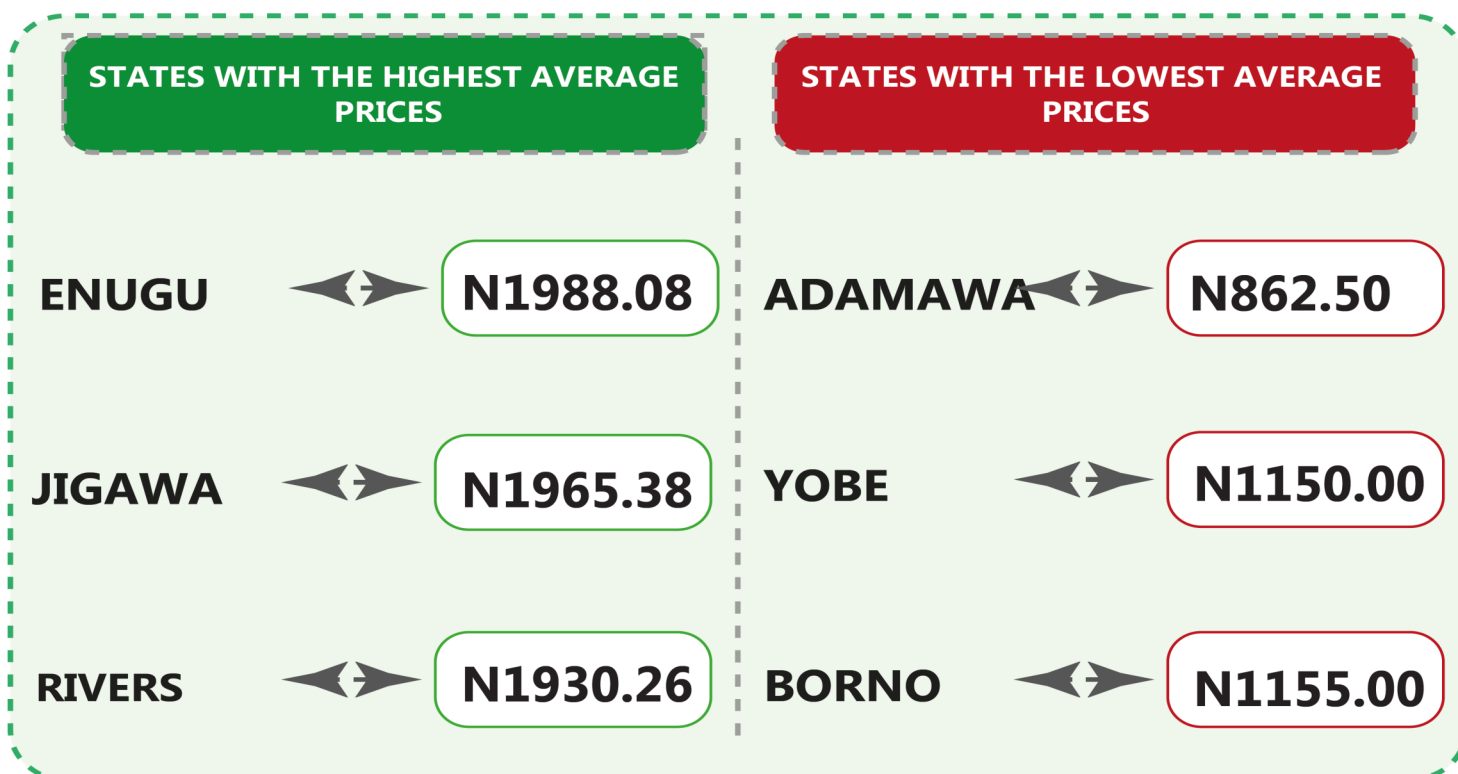 STATES WITH THE HIGHEST AVERAGE
PRICES
ENUGU N1988.08
JIGAWA N1965.38
RIVERS N1930.26
STATES WITH THE LOWEST AVERAGE
PRICES
ADAMAWA N862.50
YOBE N1150.00
BORNO N1155.00